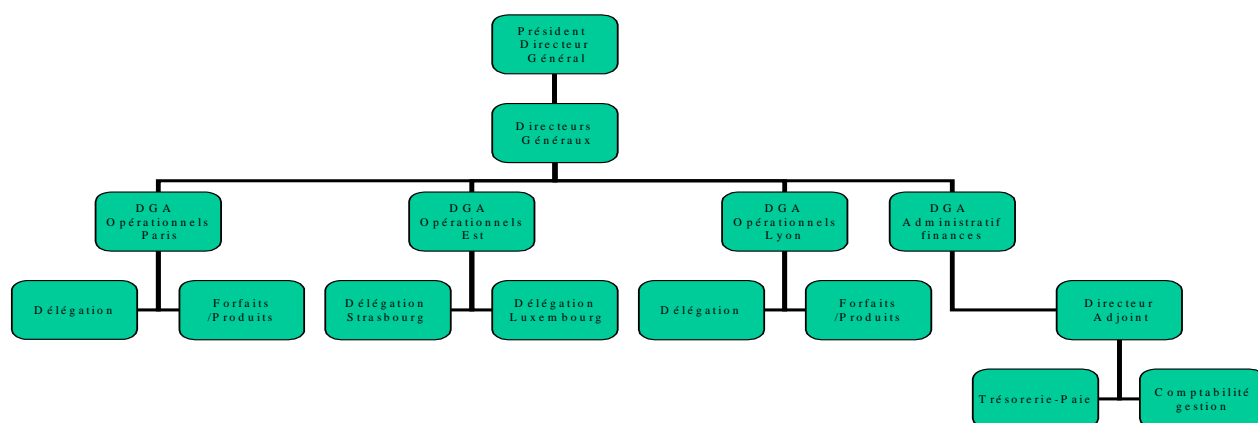 Président
Directeur
Général
Directeurs
Généraux
DGA
Opérationnels
Paris
DGA
Opérationnels
Est
DGA
Opérationnels
Lyon
DGA
Administratif
finances
Délégation
Forfaits
/Produits
Délégation
Strasbourg
Délégation
Luxembourg
Délégation
Forfaits
/Produits
Directeur
Adjoint
Trésorerie-Paie
Comptabilité
gestion